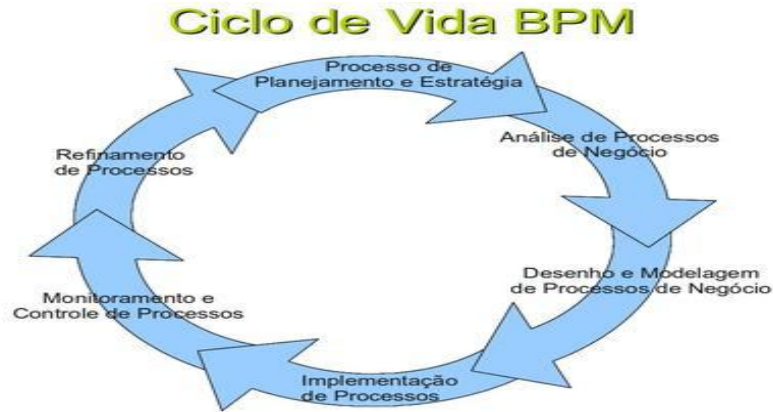 Ciclo de Vida BPM
Processo de
Planejamento e Estratégia
Análise de Processos
de Negócio
Desenho e Modelagem
de Processos de Negócio
Implementação
de Processos
Monitoramento e
Controle de Processos
Refinamento
de Processos